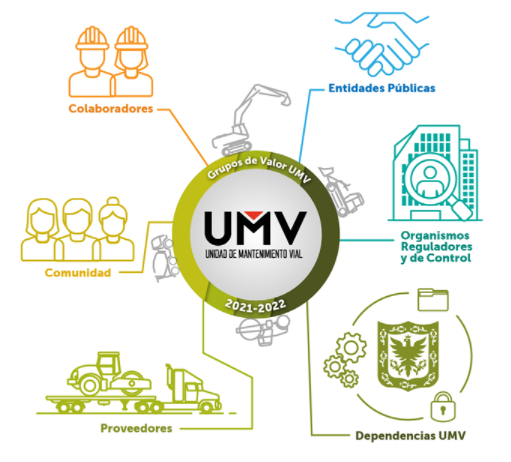 Colaboradores
Entidades Públicas
Grupos de Valor UMV
UMV
UNIDAD DE MANTENIMIENTO VIAL
2021-2022
Comunidad
Organismos
Reguladores
y de Control
Proveedores
Dependencias UMV